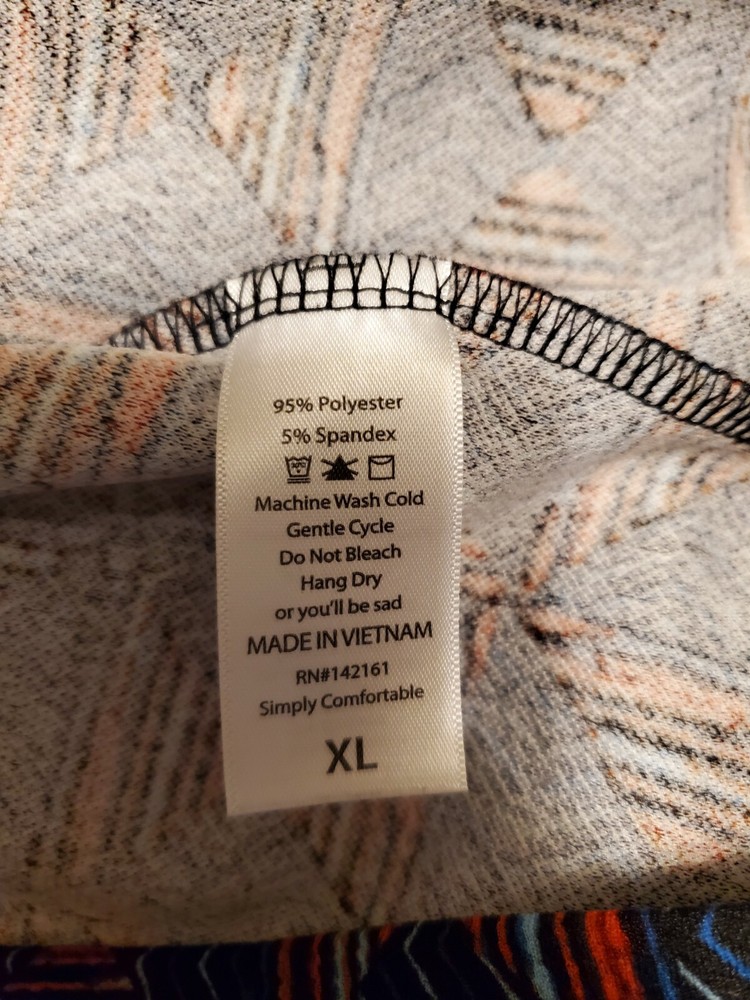 95% Polyester
5% Spandex
Machine Wash Cold
Gentle Cycle
Do Not Bleach
Hang Dry
or you'll be sad
MADE IN VIETNAM
RN#142161
Simply Comfortable
XL